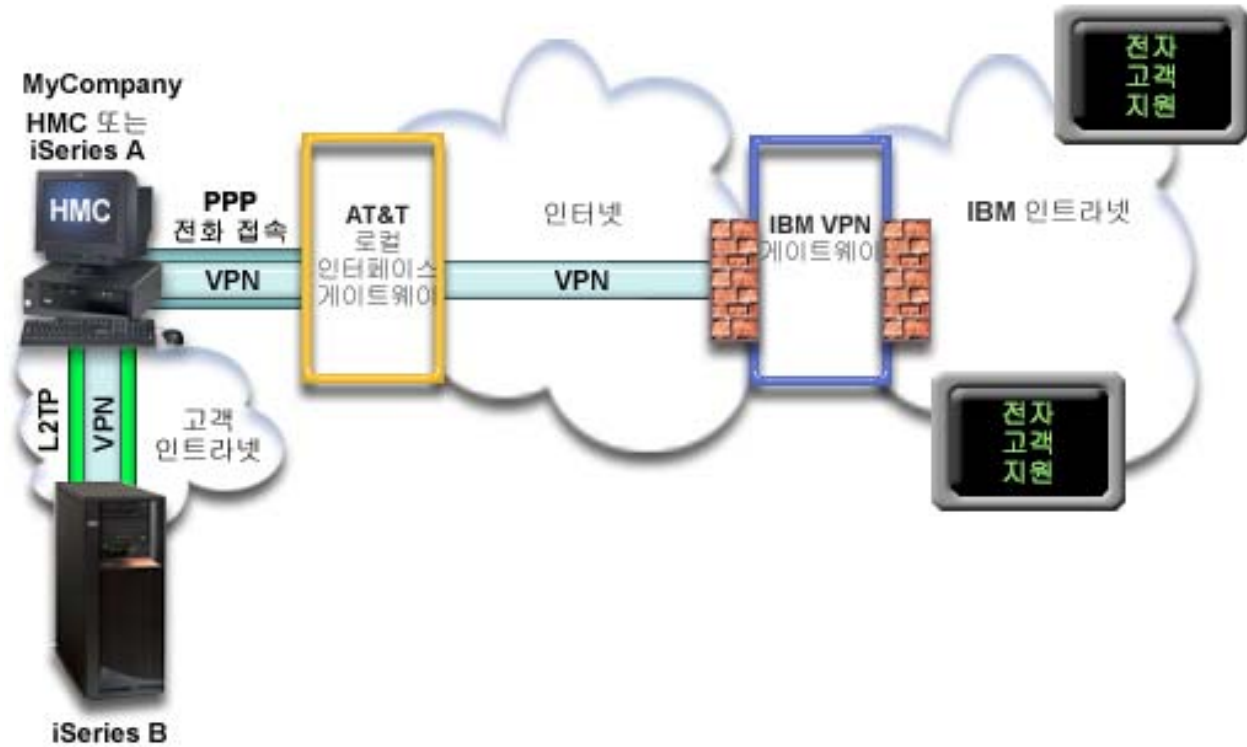 MyCompany
HMC 또는
iSeries A
HMC
PPP
전화 접속
VPN
AT&T
로컬
인터페이스
게이트웨이
인터넷
VPN
IBM VPN
게이트웨이
IBM 인트라넷
전자
고객
지원
전자
고객
지원
L2TP
VPN
고객
인트라넷
iSeries B